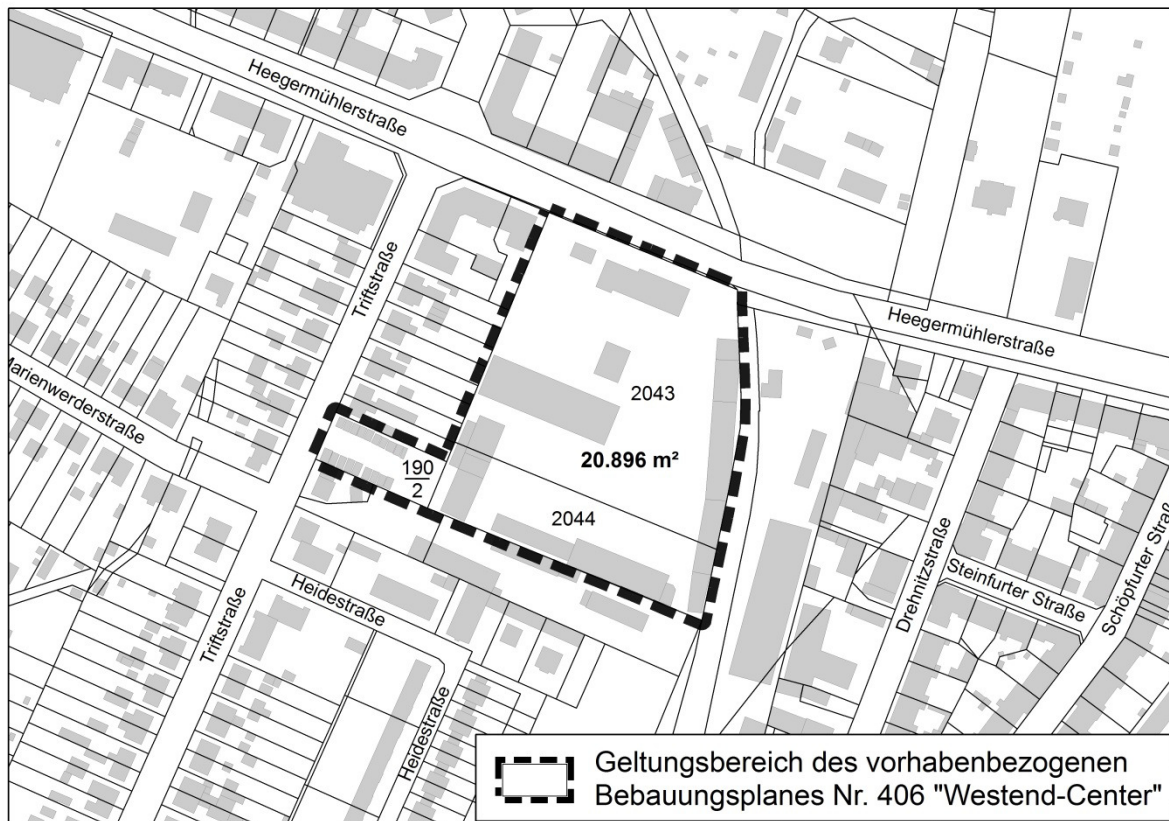 Heegermühlerstraße
Triftstraße
Heegermühlerstraße
2043
Marienwerderstraße
20.896 m²
190
2
2044
Drehnitzstraße
Steinfurter Straße
Schöpfurter Straße
Heidestraße
Triftstraße
Heidestraße
Geltungsbereich des vorhabenbezogenen
Bebauungsplanes Nr. 406 "Westend-Center"